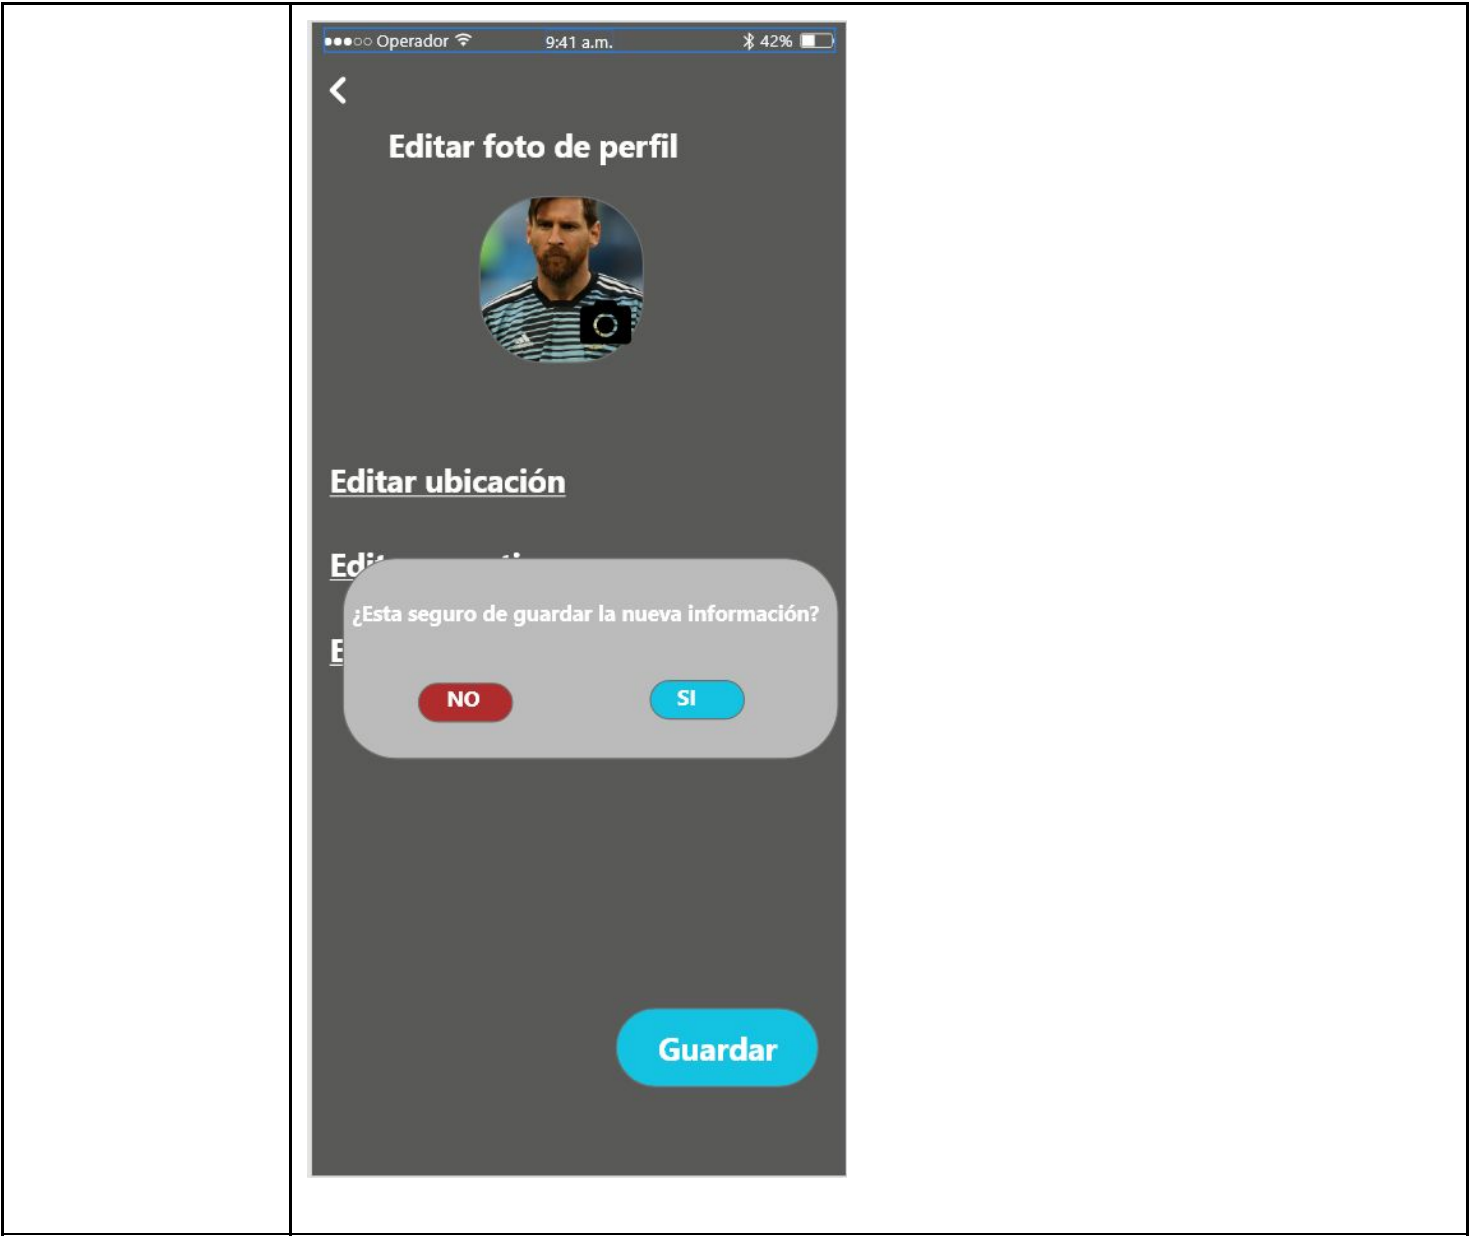 Operador 9:41 a.m. 42%
Editar foto de perfil
Editar ubicación
¿Esta seguro de guardar la nueva información?
NO SI
Guardar